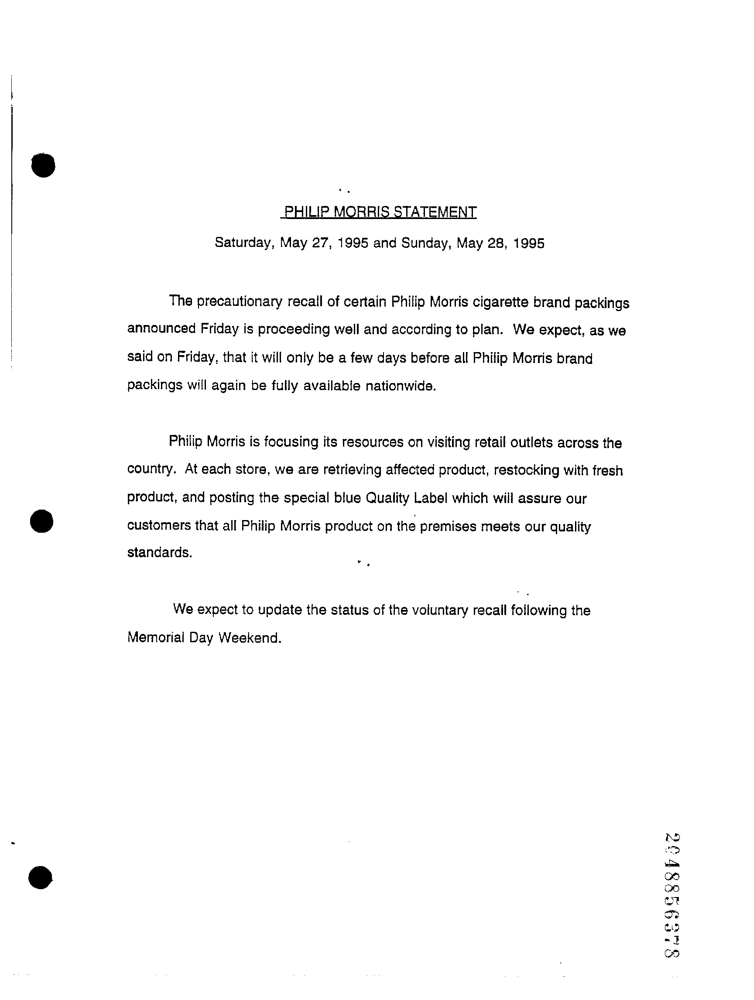 PHILIP MORRIS STATEMENT
Saturday, May 27, 1995 and Sunday, May 28, 1995
The precautionary recall of certain Philip Morris cigarette brand packings
announced Friday is proceeding well and according to plan. We expect, as we
said on Friday, that it will only be a few days before all Philip Morris brand
packings will again be fully available nationwide.
Philip Morris is focusing its resources on visiting retail outlets across the
country. At each store, we are retrieving affected product, restocking with fresh
product, and posting the special blue Quality Label which will assure our
customers that all Philip Morris product on the premises meets our quality
standards.
We expect to update the status of the voluntary recall following the
Memorial Day Weekend.
2048856378